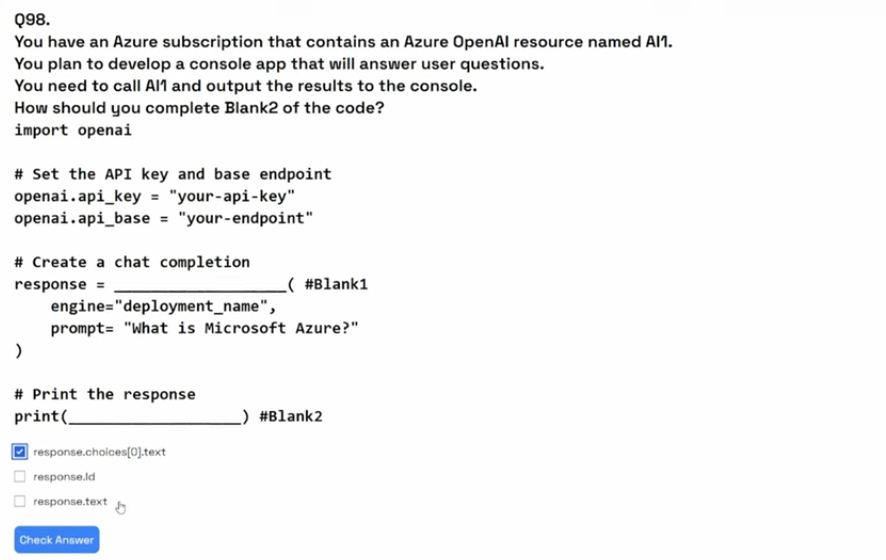 Q98.
You have an Azure subscription that contains an Azure OpenAI resource named AI1.
You plan to develop a console app that will answer user questions.
You need to call AI1 and output the results to the console.
How should you complete Blank2 of the code?
import openai
# Set the API key and base endpoint
openai.api_key = "your-api-key"
openai.api_base = "your-endpoint"
# Create a chat completion
response = ___________________( #Blank1
    engine="deployment_name",
    prompt= "What is Microsoft Azure?"
)
# Print the response
print(___________________) #Blank2
response.choices[0].text
response.Id
response.text
Check Answer